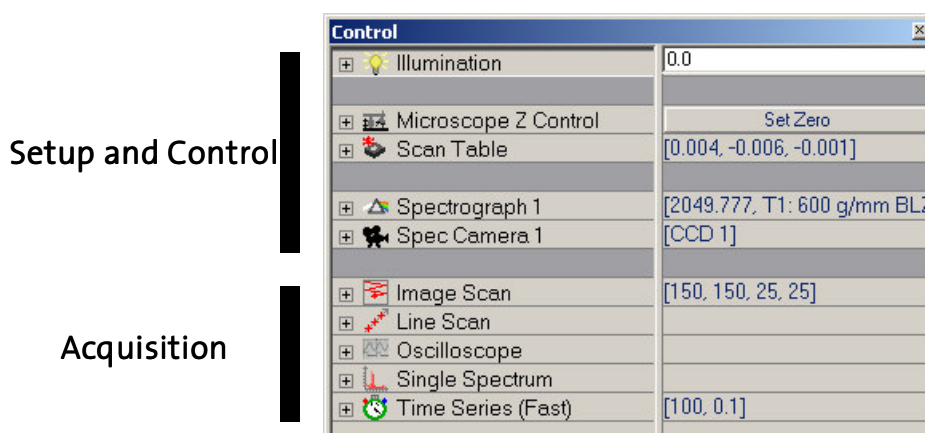 Control
Illumination 0.0
Microscope Z Control Set Zero
Setup and Control
Scan Table [0.004, -0.006, -0.001]
Spectrograph 1 [2049.777, T1: 600 g/mm BLZ
Spec Camera 1 [CCD 1]
Image Scan [150, 150, 25, 25]
Line Scan
Acquisition
Oscilloscope
Single Spectrum
Time Series (Fast) [100, 0.1]